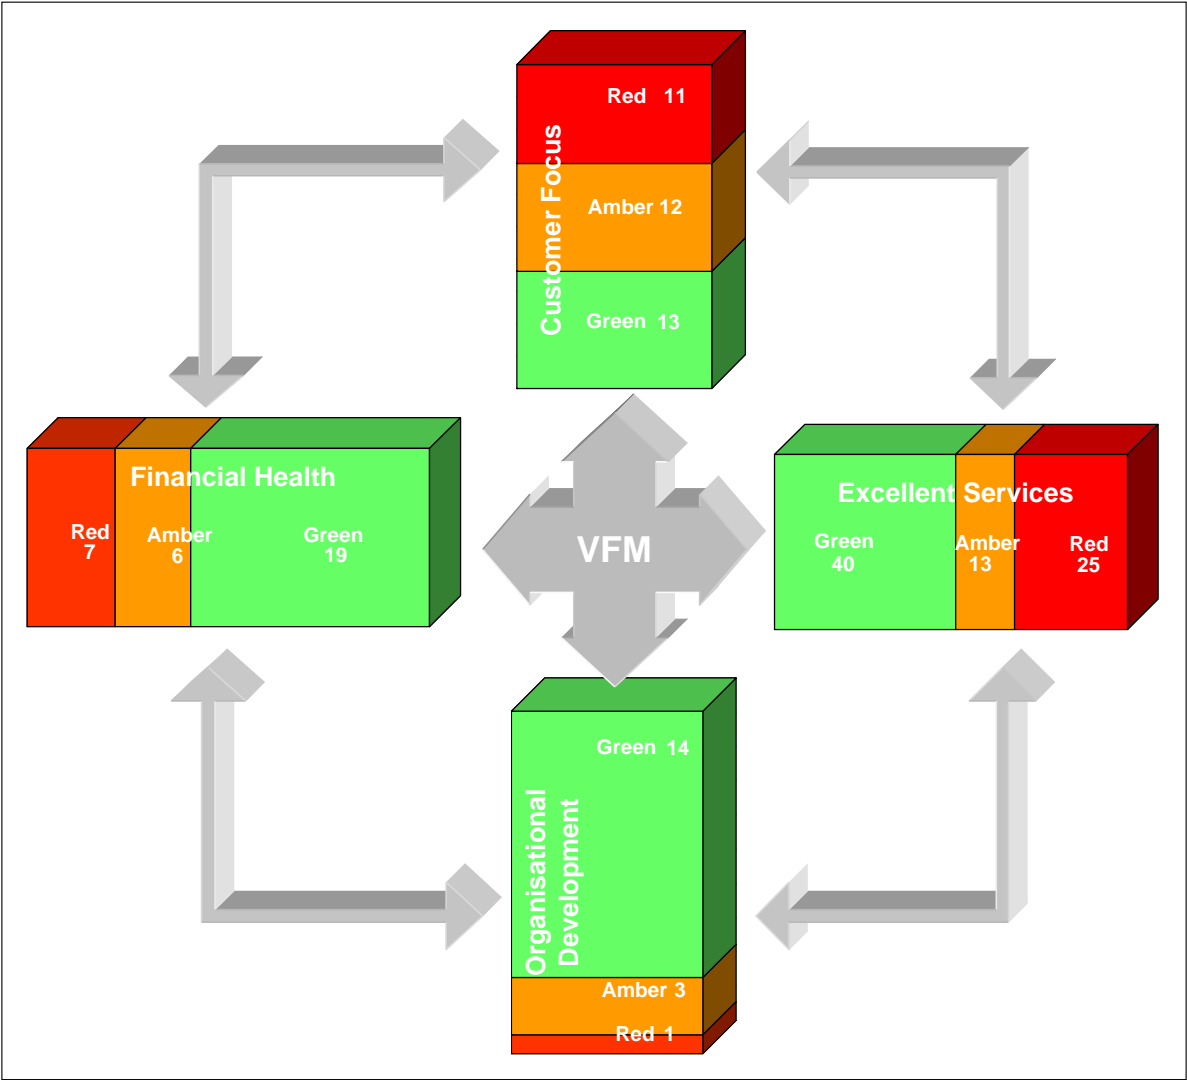 Customer Focus
Red 11
Amber 12
Green 13
Financial Health
Red
7
Amber
6
Green
19
VFM
Excellent Services
Green
40
Amber
13
Red
25
Organisational
Development
Green 14
Amber 3
Red 1